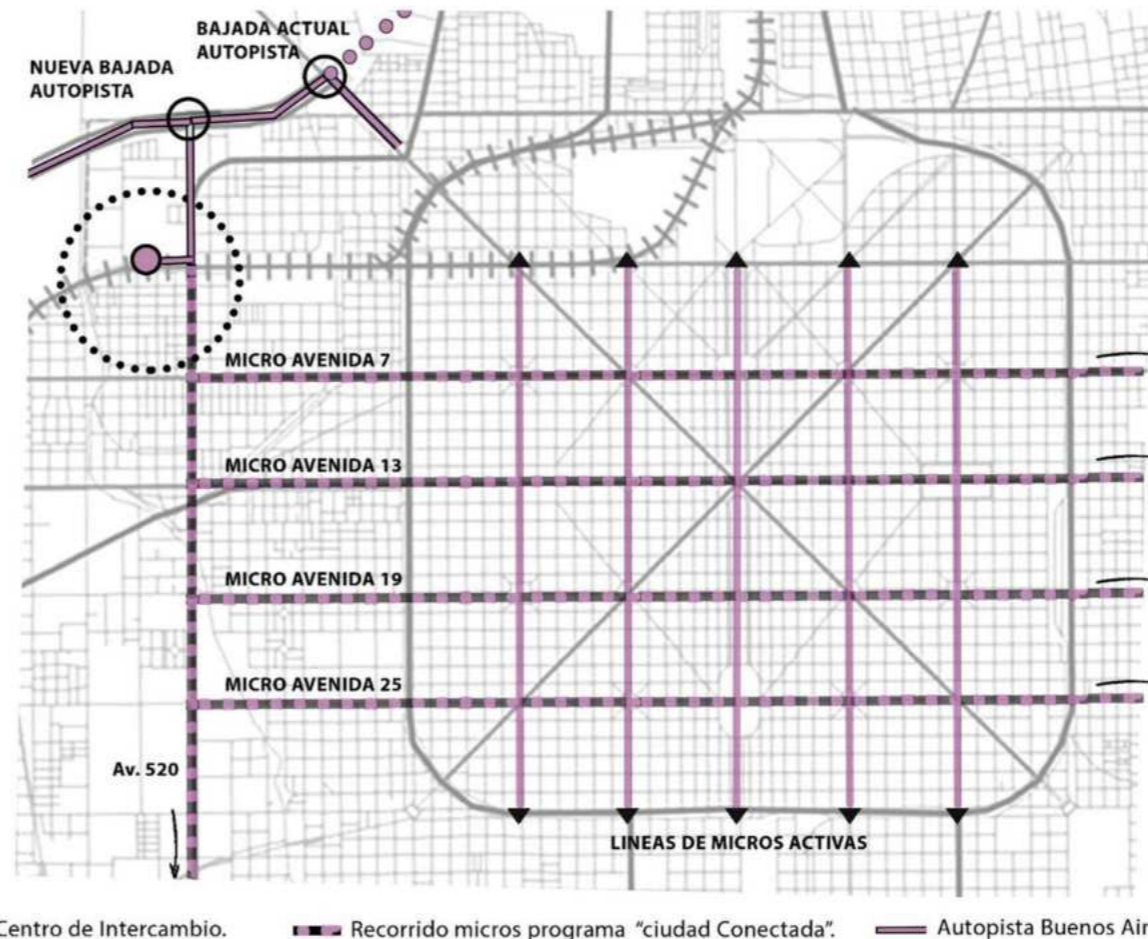 BAJADA ACTUAL
AUTOPISTA
NUEVA BAJADA
AUTOPISTA
MICRO AVENIDA 7
MICRO AVENIDA 13
MICRO AVENIDA 19
MICRO AVENIDA 25
Av. 520
LINEAS DE MICROS ACTIVAS
Centro de Intercambio.
Recorrido micros programa "ciudad Conectada".
Autopista Buenos Air